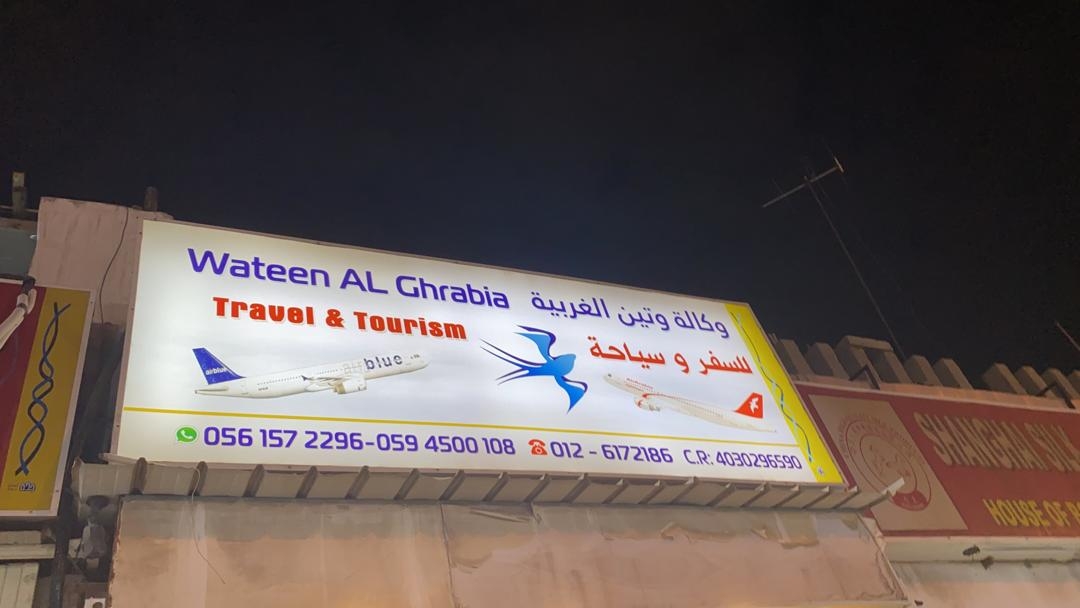 Wateen AL Ghrabia وكالة وتين الغربية
Travel & Tourism للسفر و سياحة
airblue
airblue
056 157 2296-059 4500 108 012 - 6172186 C.R: 4030296590
SHANGHAI
HOUSE OF